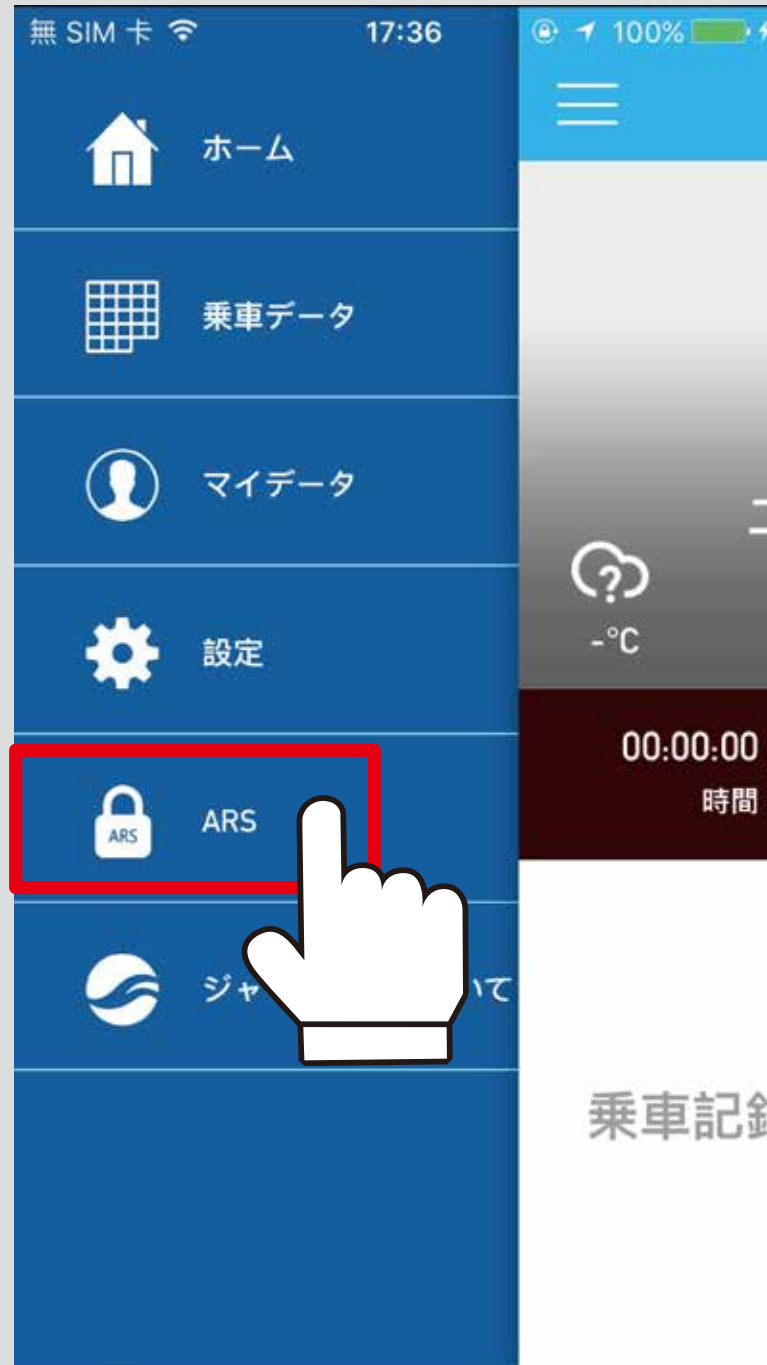 無 SIM 卡 17:36 100%
ホーム
乗車データ
マイデータ
設定
ARS ARS
ジャ いて
-°C
00:00:00
時間
乗車記